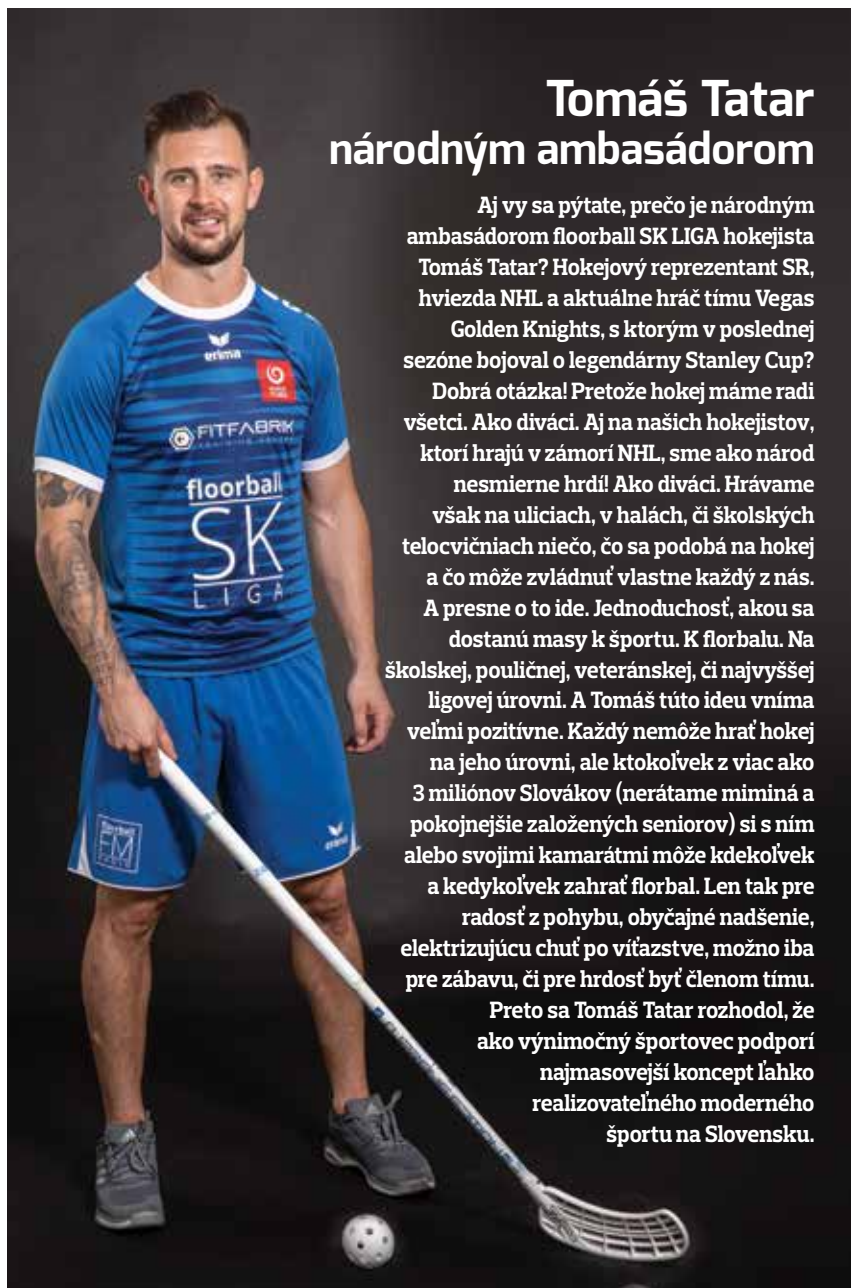 Tomáš Tatar
národným ambasádorom
Aj vy sa pýtate, prečo je národným
ambasádorom floorball SK LIGA hokejista
Tomáš Tatar? Hokejový reprezentant SR,
hviezda NHL a aktuálne hráč tímu Vegas
Golden Knights, s ktorým v poslednej
sezóne bojoval o legendárny Stanley Cup?
Dobrá otázka! Pretože hokej máme radi
všetci. Ako diváci. Aj na našich hokejistov,
ktorí hrajú v zámorí NHL, sme ako národ
nesmierne hrdí! Ako diváci. Hrávame
však na uliciach, v halách, či školských
telocvičniach niečo, čo sa podobá na hokej
a čo môže zvládnuť vlastne každý z nás.
A presne o to ide. Jednoduchosť, akou sa
dostanú masy k športu. K florbalu. Na
školskej, pouličnej, veteránskej, či najvyššej
ligovej úrovni. A Tomáš túto ideu vníma
veľmi pozitívne. Každý nemôže hrať hokej
na jeho úrovni, ale ktokoľvek z viac ako
3 miliónov Slovákov (nerátame miminá a
pokojnejšie založených seniorov) si s ním
alebo svojimi kamarátmi môže kdekoľvek
a kedykoľvek zahrať florbal. Len tak pre
radosť z pohybu, obyčajné nadšenie,
elektrizujúcu chuť po víťazstve, možno iba
pre zábavu, či pre hrdosť byť členom tímu.
Preto sa Tomáš Tatar rozhodol, že
ako výnimočný športovec podporí
najmasovejší koncept ľahko
realizovateľného moderného
športu na Slovensku.
erima
FITFABRIK
floorball
SK
LIGA
floorball
erima